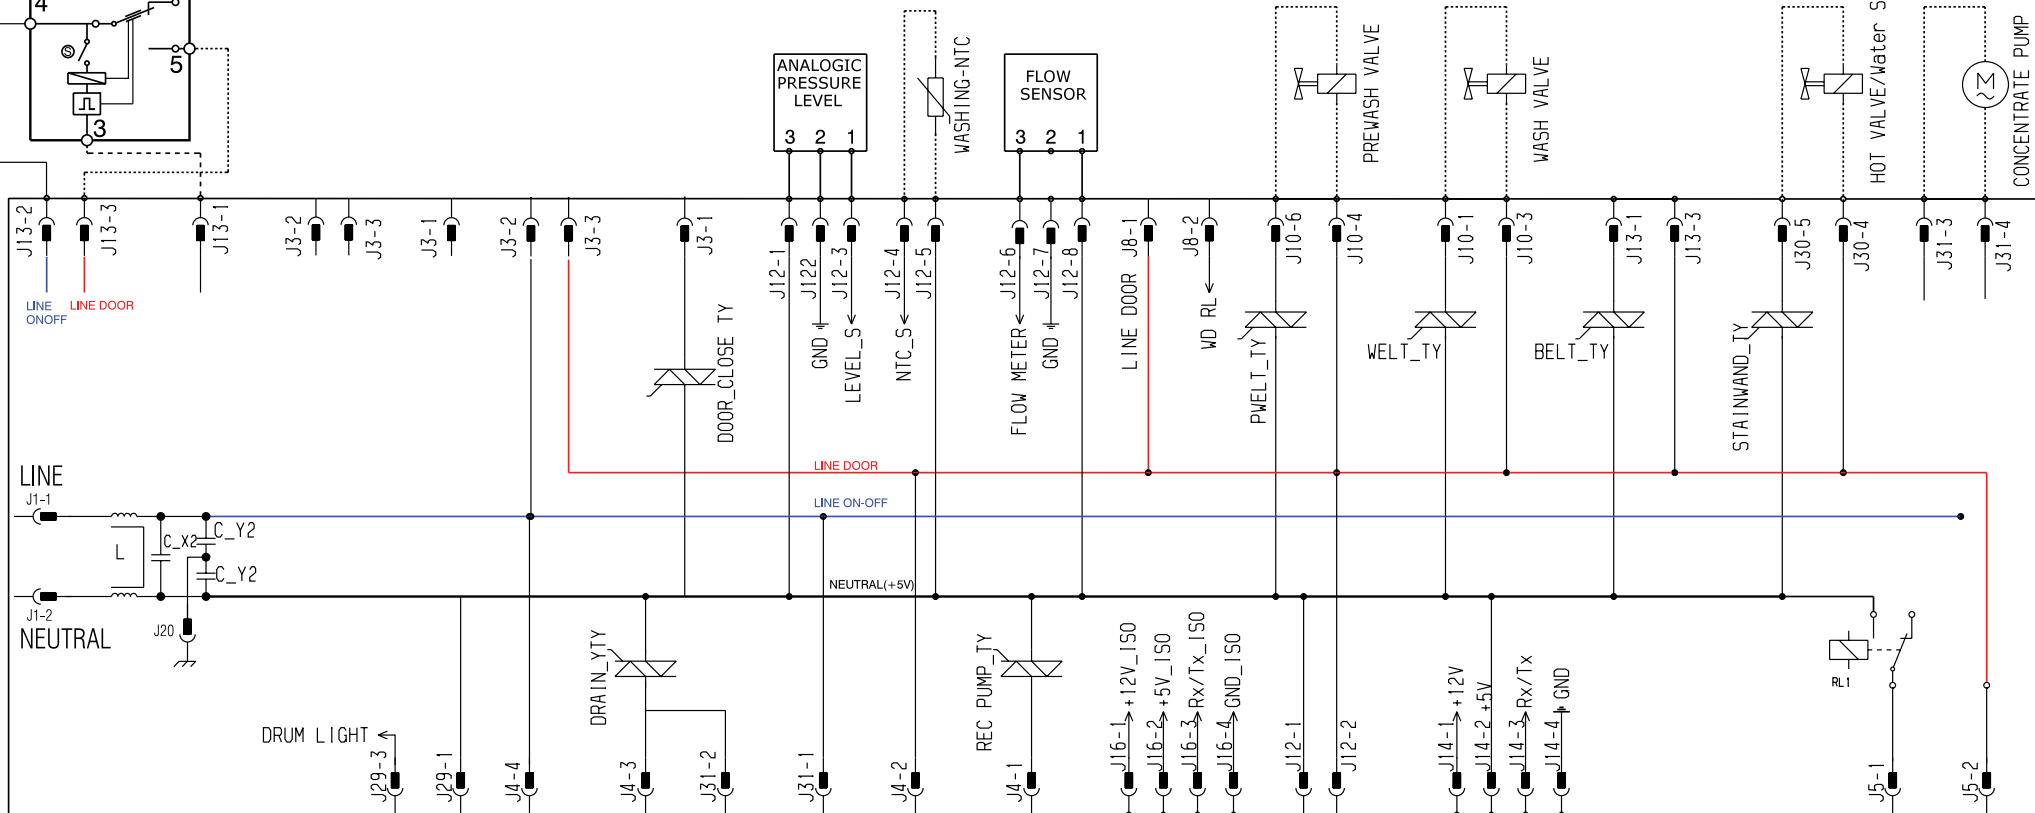 4
S
5
3
ANALOGIC
PRESSURE
LEVEL
3 2 1
WASHING-NTC
FLOW
SENSOR
3 2 1
PREWASH VALVE
WASH VALVE
HOT VALVE/Water S
M
CONCENTRATE PUMP
J13-2
J13-3
J13-1
J3-2
J3-3
J3-1
J3-2
J3-3
J3-1
J12-1
J122
J12-3
J12-4
J12-5
J12-6
J12-7
J12-8
J8-1
J8-2
J10-6
J10-4
J10-1
J10-3
J13-1
J13-3
J30-5
J30-4
J31-3
J31-4
LINE
ONOFF
LINE DOOR
DOOR_CLOSE TY
GND
LEVEL_S
NTC_S
FLOW METER
GND
LINE DOOR
WD RL
PWELT_TY
WELT_TY
BELT_TY
STAINWAND_TY
LINE DOOR
LINE
J1-1
LINE ON-OFF
L
C_X2
C_Y2
C_Y2
NEUTRAL(+5V)
J1-2
NEUTRAL
J20
DRAIN_YTY
REC PUMP_TY
+12V_ISO
+5V_ISO
Rx/Tx_ISO
GND_ISO
+12V
+5V
Rx/Tx
GND
RL1
DRUM LIGHT
J29-3
J29-1
J4-4
J4-3
J31-2
J31-1
J4-2
J4-1
J16-1
J16-2
J16-3
J16-4
J12-1
J12-2
J14-1
J14-2
J14-3
J14-4
J5-1
J5-2